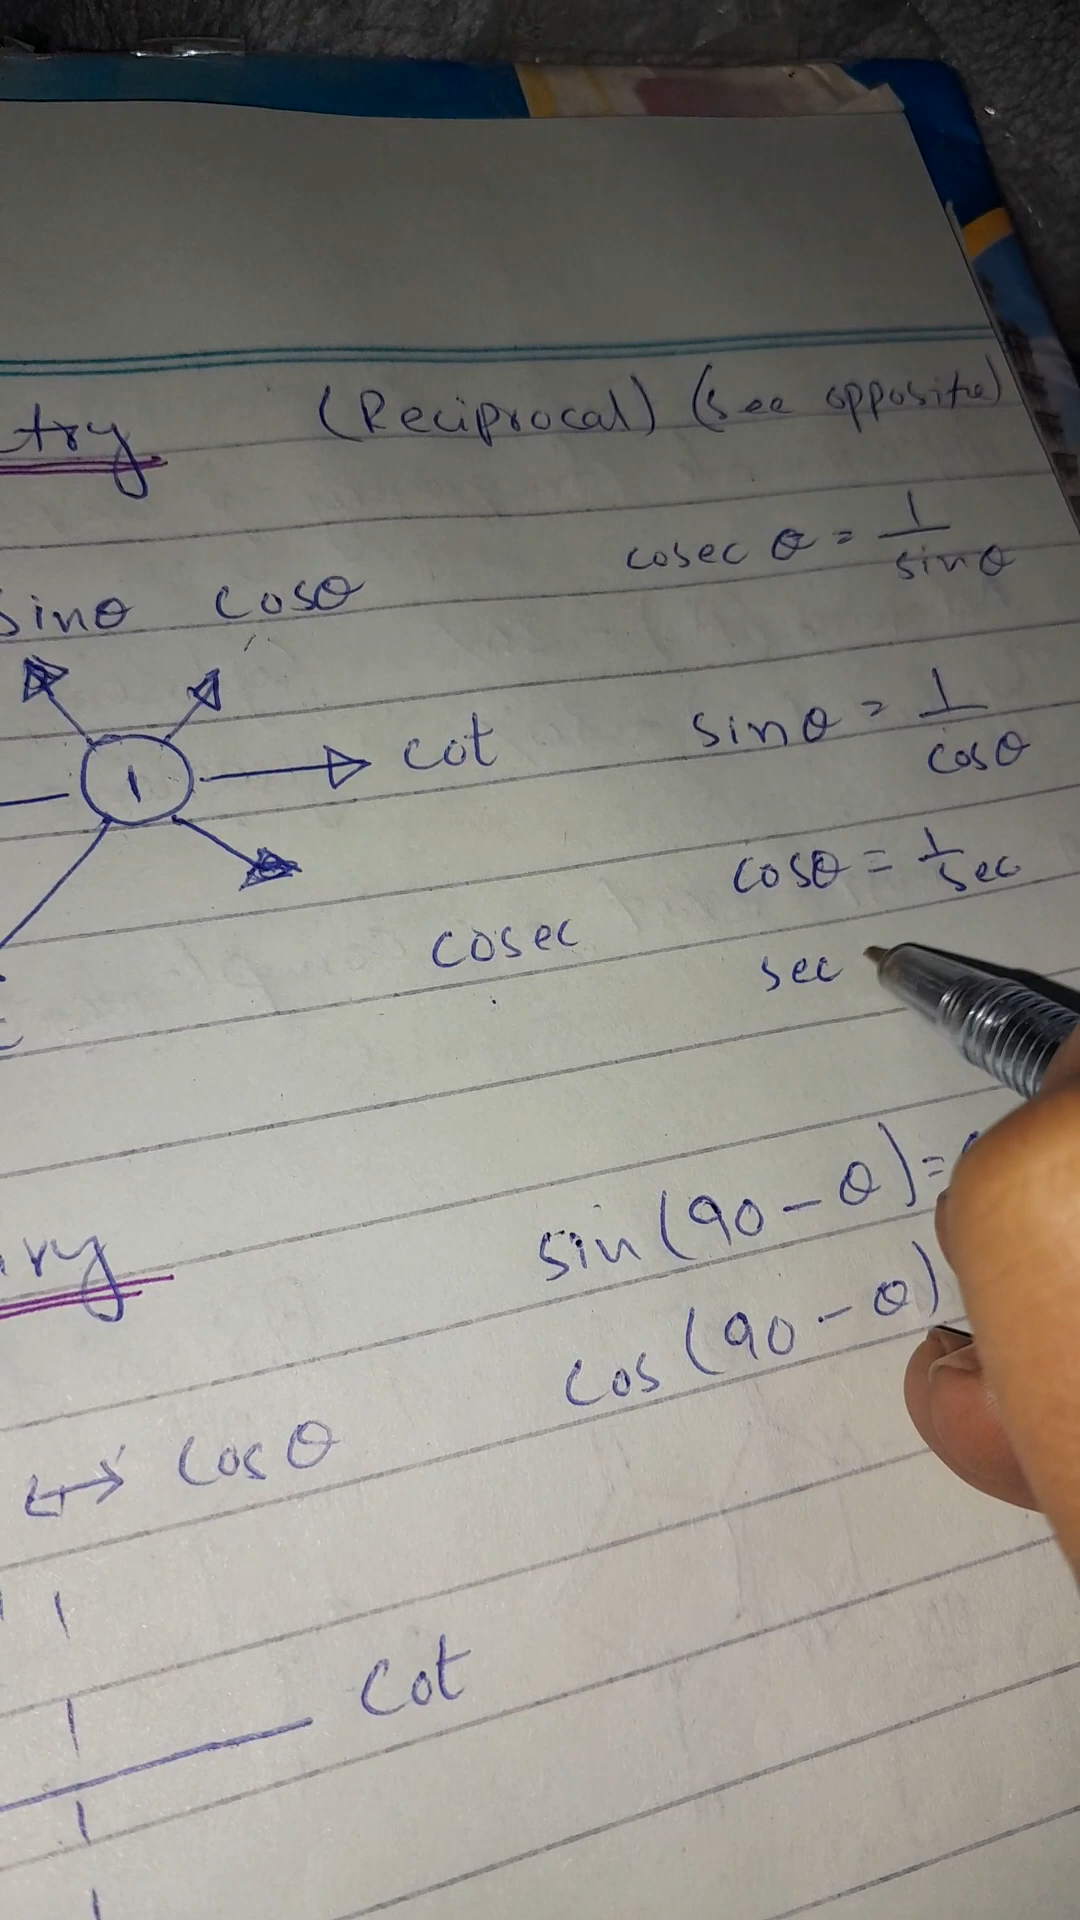 try (Reciprocal) (see opposite)
cosec θ = 1/sinθ
sinθ cosθ
cot
sinθ = 1/cosθ
1
cosθ = 1/sec
cosec
sec
sin(90-θ)=
ry
cos(90-θ)
↔ cosθ
cot